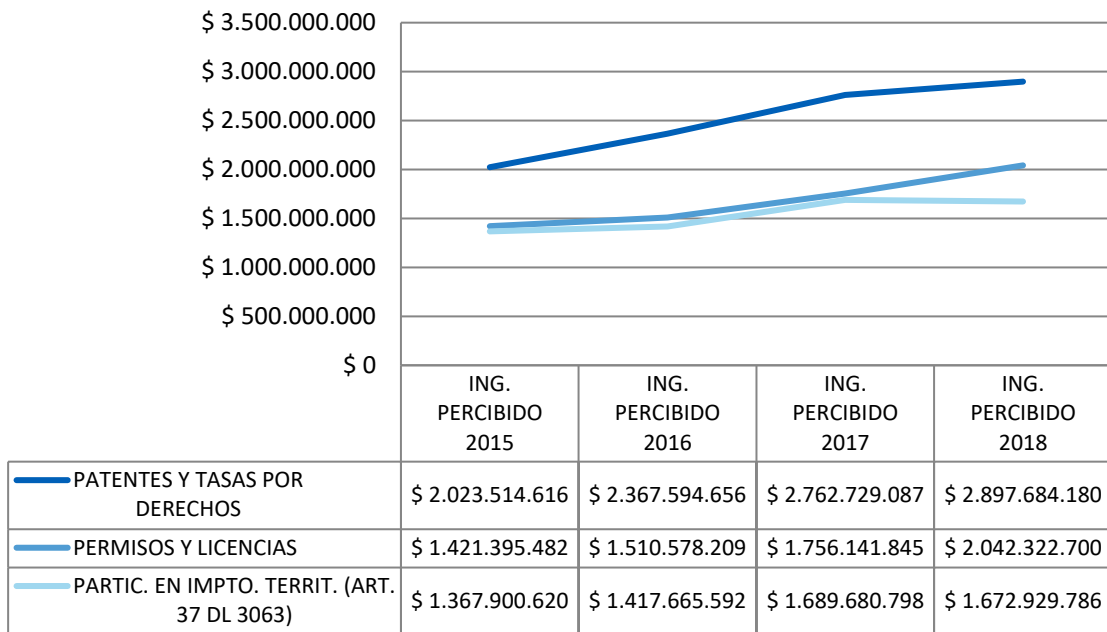 $ 3.500.000.000
$ 3.000.000.000
$ 2.500.000.000
$ 2.000.000.000
$ 1.500.000.000
$ 1.000.000.000
$ 500.000.000
$ 0
ING.
PERCIBIDO
2015
ING.
PERCIBIDO
2016
ING.
PERCIBIDO
2017
ING.
PERCIBIDO
2018
PATENTES Y TASAS POR
DERECHOS
$ 2.023.514.616
$ 2.367.594.656
$ 2.762.729.087
$ 2.897.684.180
PERMISOS Y LICENCIAS
$ 1.421.395.482
$ 1.510.578.209
$ 1.756.141.845
$ 2.042.322.700
PARTIC. EN IMPTO. TERRIT. (ART.
37 DL 3063)
$ 1.367.900.620
$ 1.417.665.592
$ 1.689.680.798
$ 1.672.929.786